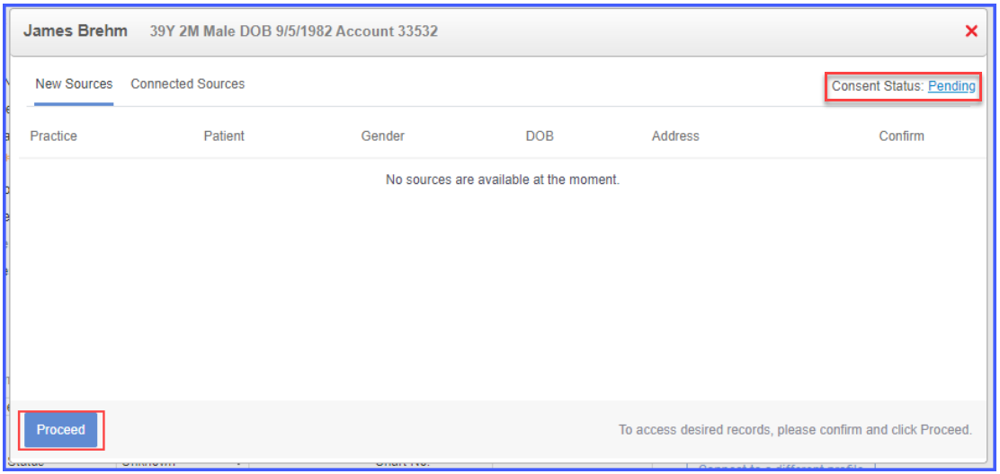 James Brehm 39Y 2M Male DOB 9/5/1982 Account 33532
New Sources Connected Sources Consent Status: Pending
Practice Patient Gender DOB Address Confirm
No sources are available at the moment.
Proceed To access desired records, please confirm and click Proceed.